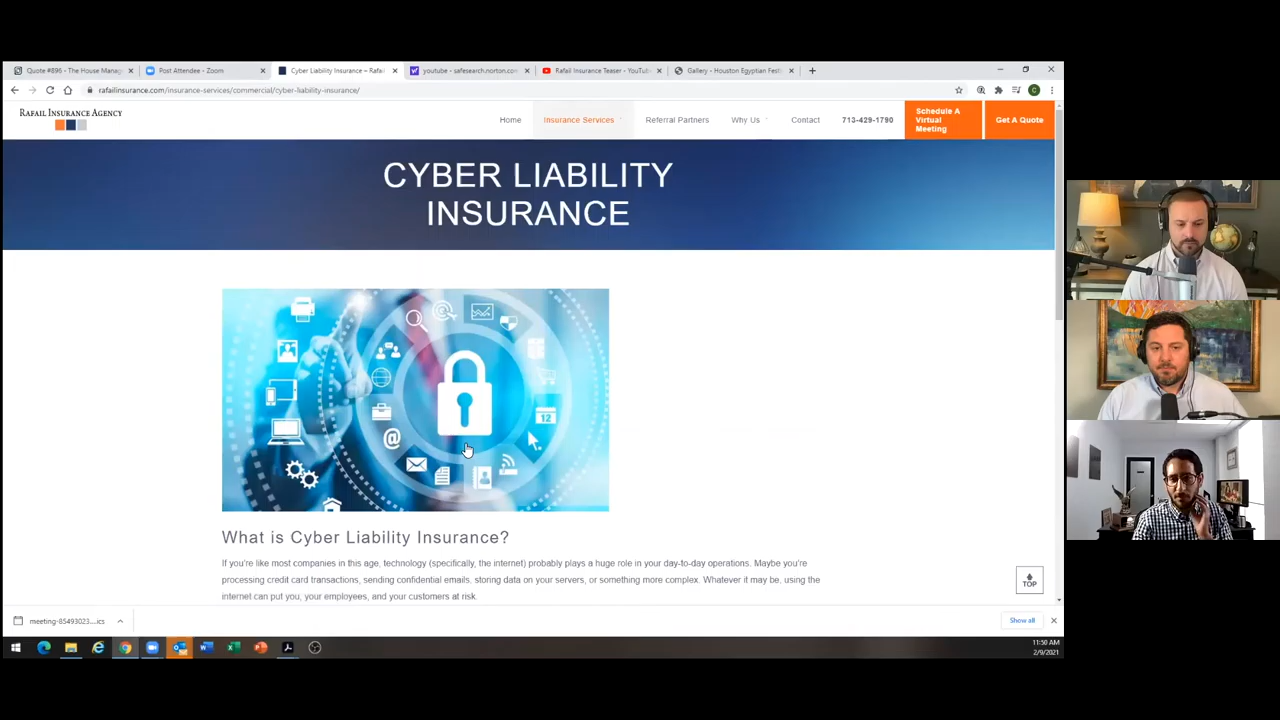 Quote #896 - The House Manag
Post Attendee - Zoom
Cyber Liability Insurance – Rafai
youtube - safesearch.norton.com
Rafail Insurance Teaser - YouTube
Gallery - Houston Egyptian Festi
rafailinsurance.com/insurance-services/commercial/cyber-liability-insurance/
RAFAIL INSURANCE AGENCY
Home
Insurance Services
Referral Partners
Why Us
Contact
713-429-1790
Schedule A
Virtual
Meeting
Get A Quote
CYBER LIABILITY
INSURANCE
12
@
What is Cyber Liability Insurance?
If you're like most companies in this age, technology (specifically, the internet) probably plays a huge role in your day-to-day operations. Maybe you're
processing credit card transactions, sending confidential emails, storing data on your servers, or something more complex. Whatever it may be, using the
internet can put you, your employees, and your customers at risk.
TOP
meeting-85493023....ics
Show all
11:50 AM
2/9/2021